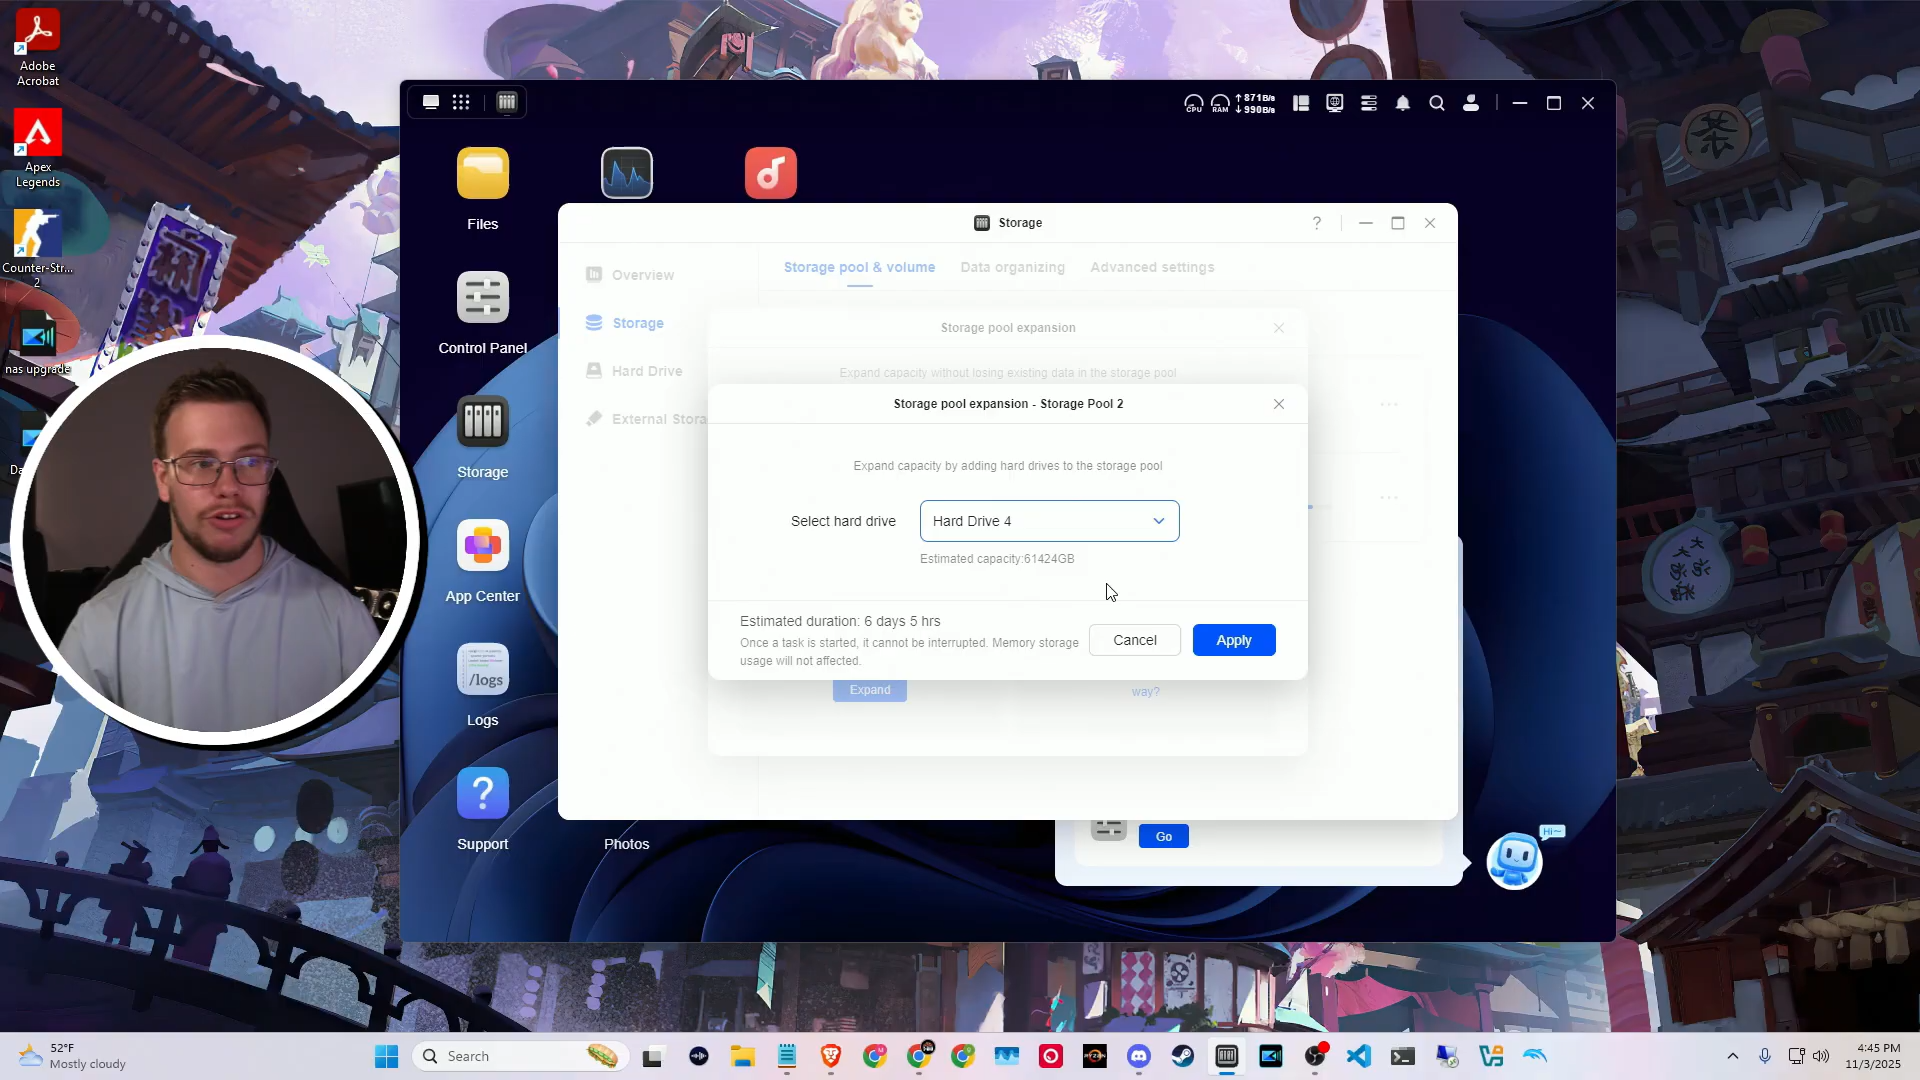 Adobe
Acrobat
Apex
Legends
Counter-Str...
2
nas upgrade
Da
CPU
RAM
871B/s
990B/s
Files
Control Panel
Storage
App Center
/logs
Logs
Support
Photos
Storage
?
Overview
Storage
Hard Drive
External Stora
Storage pool & volume
Data organizing
Advanced settings
Storage pool expansion
Expand capacity without losing existing data in the storage pool
Storage pool expansion - Storage Pool 2
Expand capacity by adding hard drives to the storage pool
Select hard drive
Hard Drive 4
Estimated capacity:61424GB
Estimated duration: 6 days 5 hrs
Once a task is started, it cannot be interrupted. Memory storage
usage will not affected.
Cancel
Apply
Expand
way?
Go
Hi~
茶
52°F
Mostly cloudy
Search
RYZEN
4:45 PM
11/3/2025